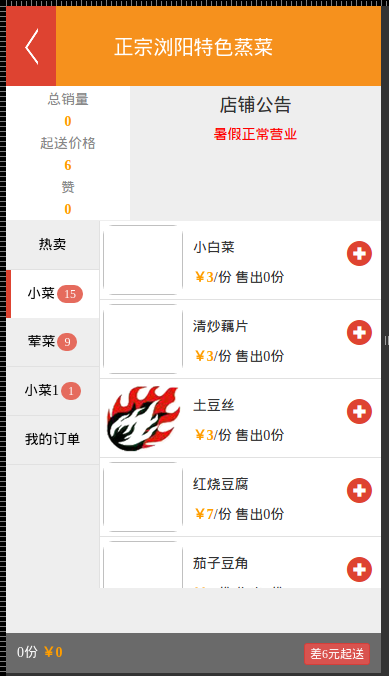 正宗浏阳特色蒸菜
总销量
0
起送价格
6
赞
0
店铺公告
暑假正常营业
热卖
小菜 15
荤菜 9
小菜1 1
我的订单
小白菜
¥3/份 售出0份
清炒藕片
¥3/份 售出0份
土豆丝
¥3/份 售出0份
红烧豆腐
¥7/份 售出0份
茄子豆角
0份 ¥0
差6元起送